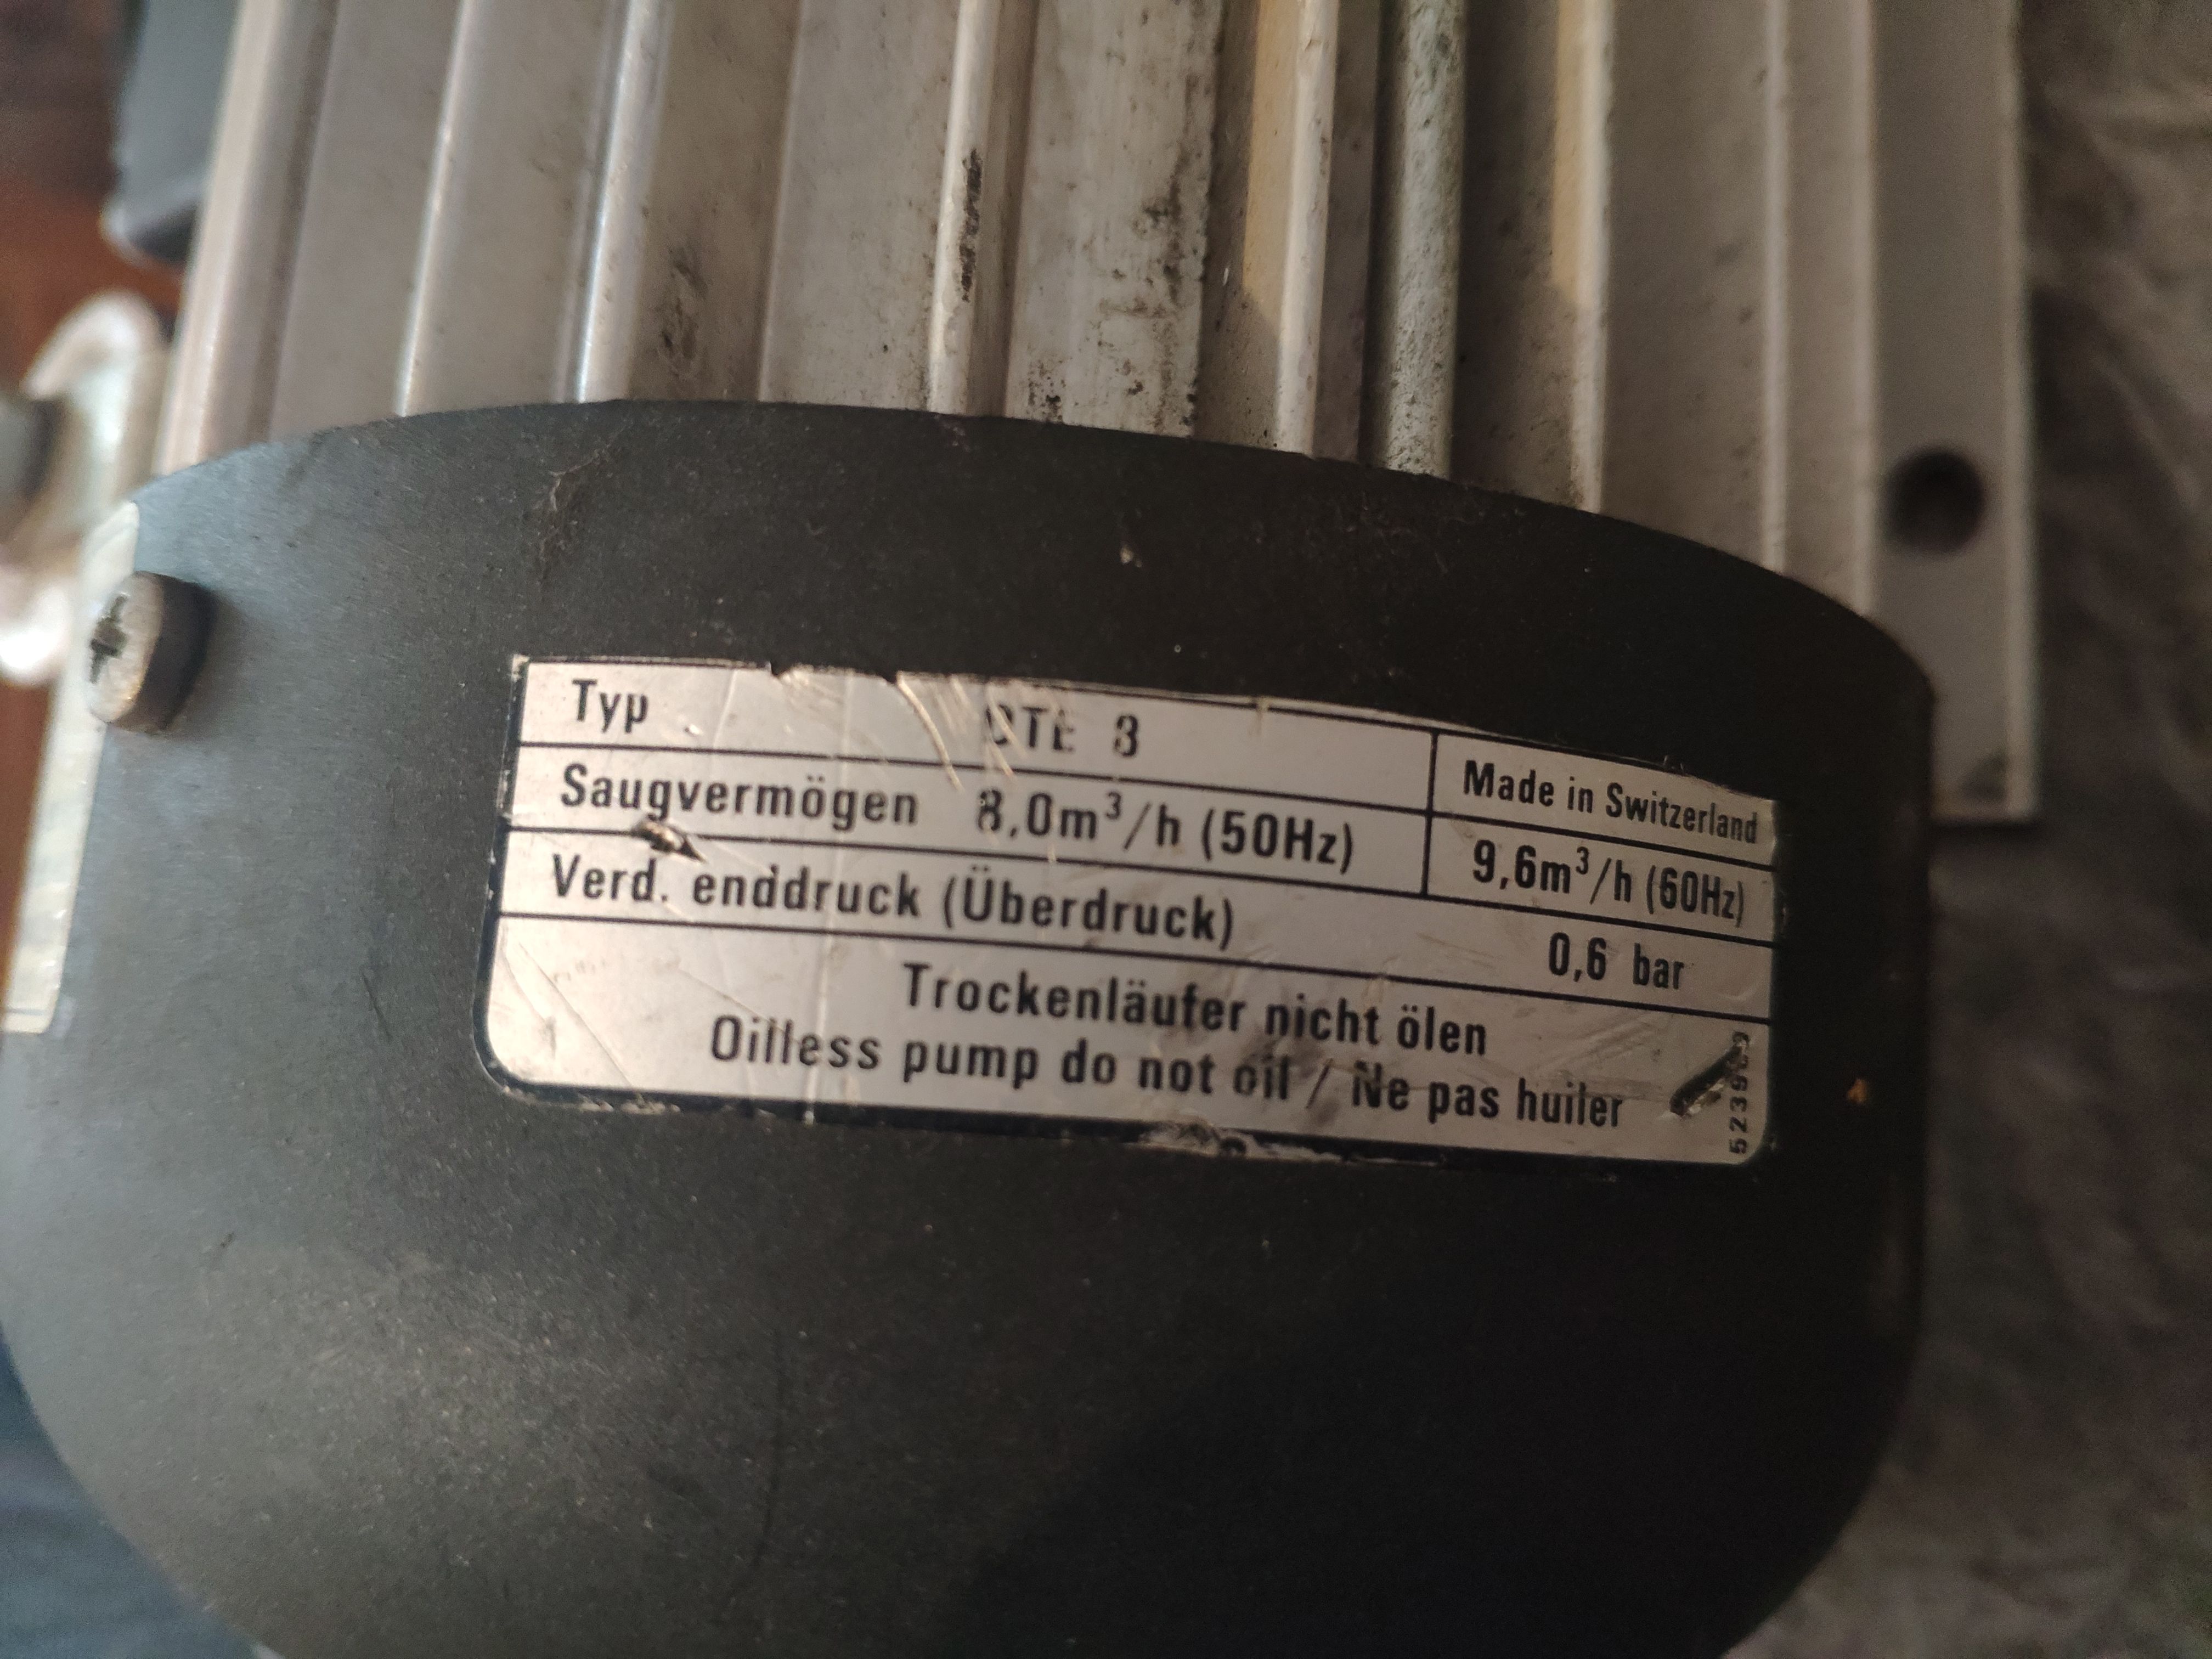 Typ 8
Made in Switzerland
Saugvermögen 8,0m³/h (50Hz) 9,6m³/h (60Hz)
Verd. enddruck (Überdruck) 0,6 bar
Trockenläufer nicht ölen
Oilless pump do not oil / Ne pas huiler